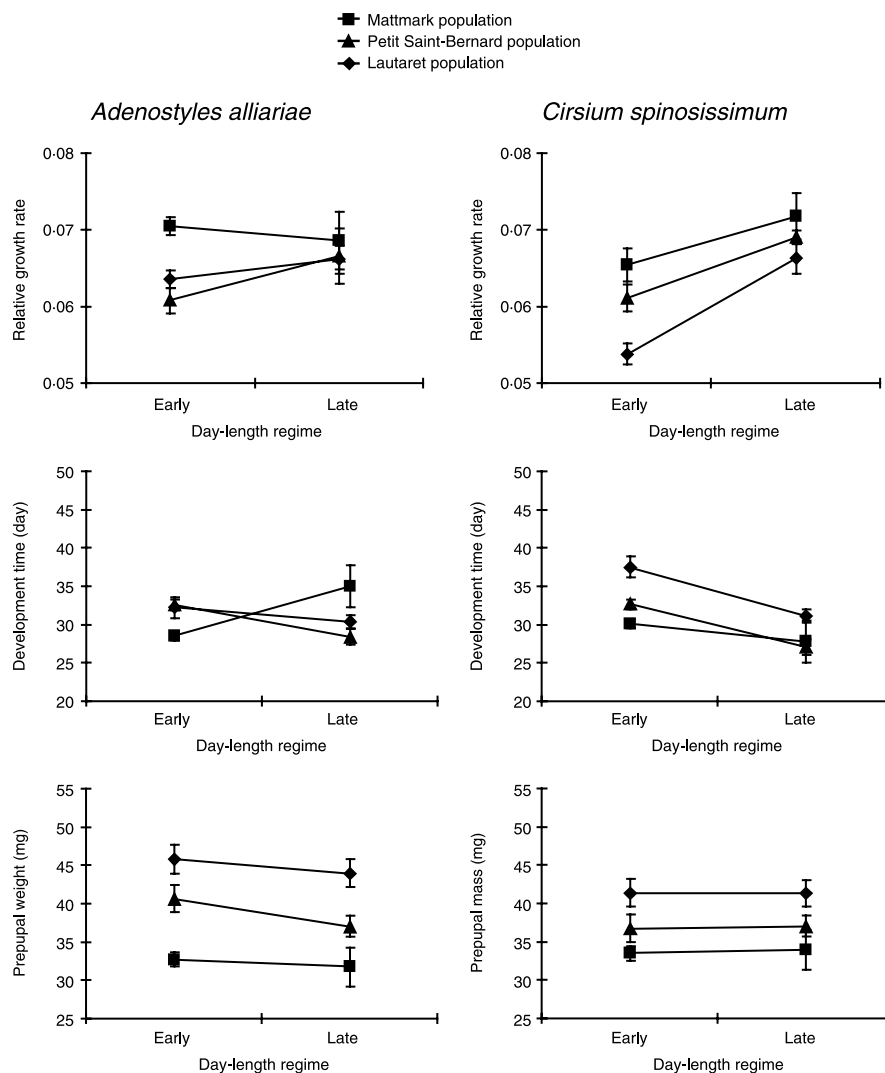 Mattmark population
Petit Saint-Bernard population
Lautaret population
Adenostyles alliariae
Cirsium spinosissimum
0·08
0·07
0·06
0·05
Relative growth rate
Early
Late
Day-length regime
0·08
0·07
0·06
0·05
Relative growth rate
Early
Late
Day-length regime
50
45
40
35
30
25
20
Development time (day)
Early
Late
Day-length regime
50
45
40
35
30
25
20
Development time (day)
Early
Late
Day-length regime
55
50
45
40
35
30
25
Prepupal weight (mg)
Early
Late
Day-length regime
55
50
45
40
35
30
25
Prepupal mass (mg)
Early
Late
Day-length regime